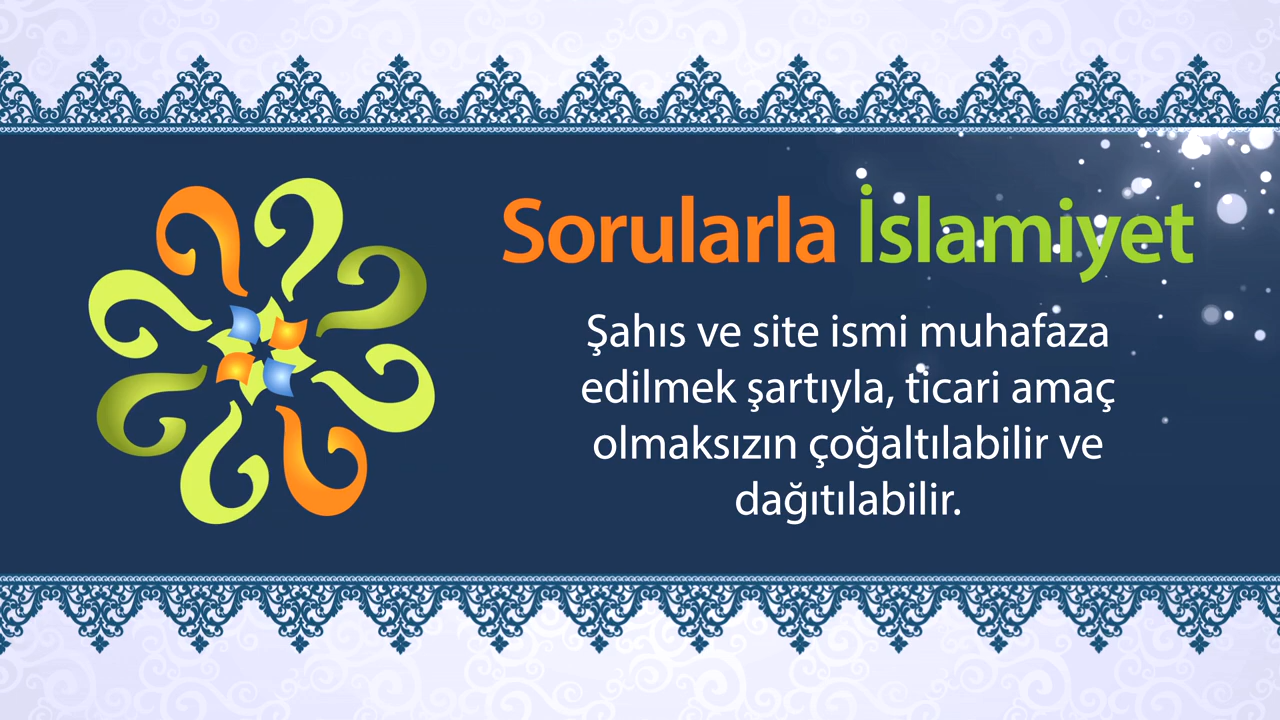 Sorularla İslamiyet
Şahıs ve site ismi muhafaza
edilmek şartıyla, ticari amaç
olmaksızın çoğaltılabilir ve
dağıtılabilir.